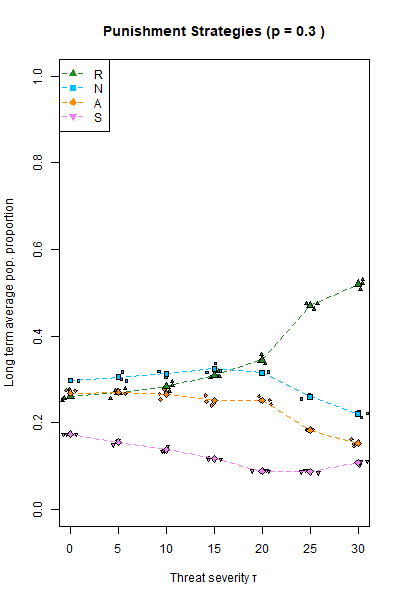 Punishment Strategies (p = 0.3 )
R
N
A
S
Long term average pop. proportion
1.0
0.8
0.6
0.4
0.2
0.0
0 5 10 15 20 25 30
Threat severity τ